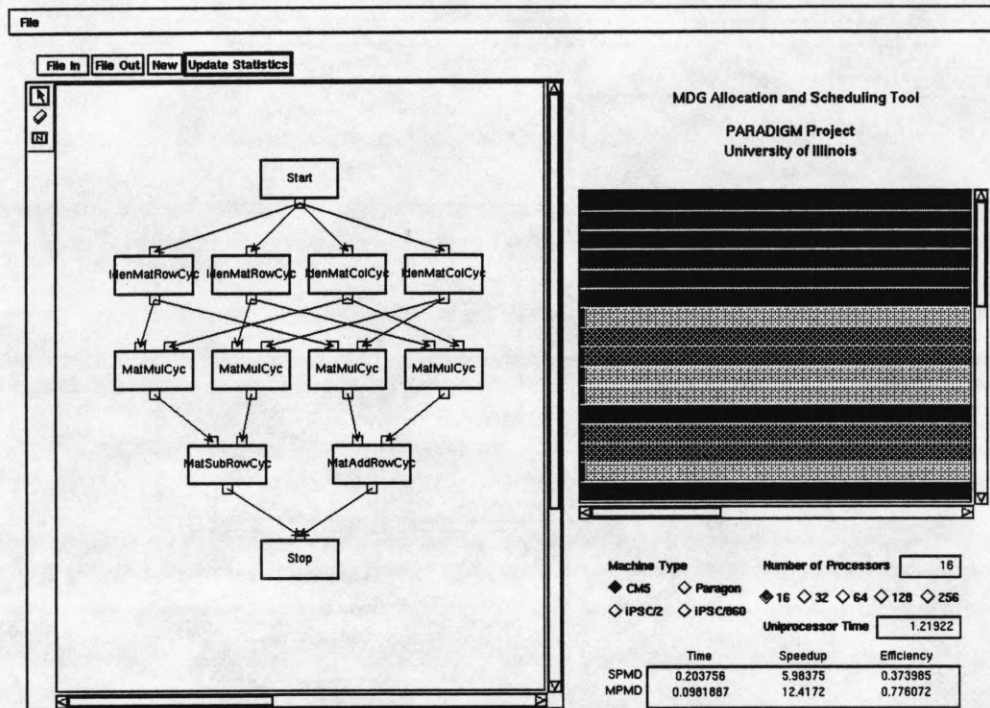 File
File In File Out New Update Statistics
MDG Allocation and Scheduling Tool
PARADIGM Project
University of Illinois
Start
IdenMatRowCyc IdenMatRowCyc IdenMatColCyc IdenMatColCyc
MatMulCyc MatMulCyc MatMulCyc MatMulCyc
MatSubRowCyc MatAddRowCyc
Stop
Machine Type
CM5 Paragon
iPSC/2 iPSC/860
Number of Processors 16
16 32 64 128 256
Uniprocessor Time 1.21922
Time Speedup Efficiency
SPMD 0.203756 5.98375 0.373985
MPMD 0.0981887 12.4172 0.776072